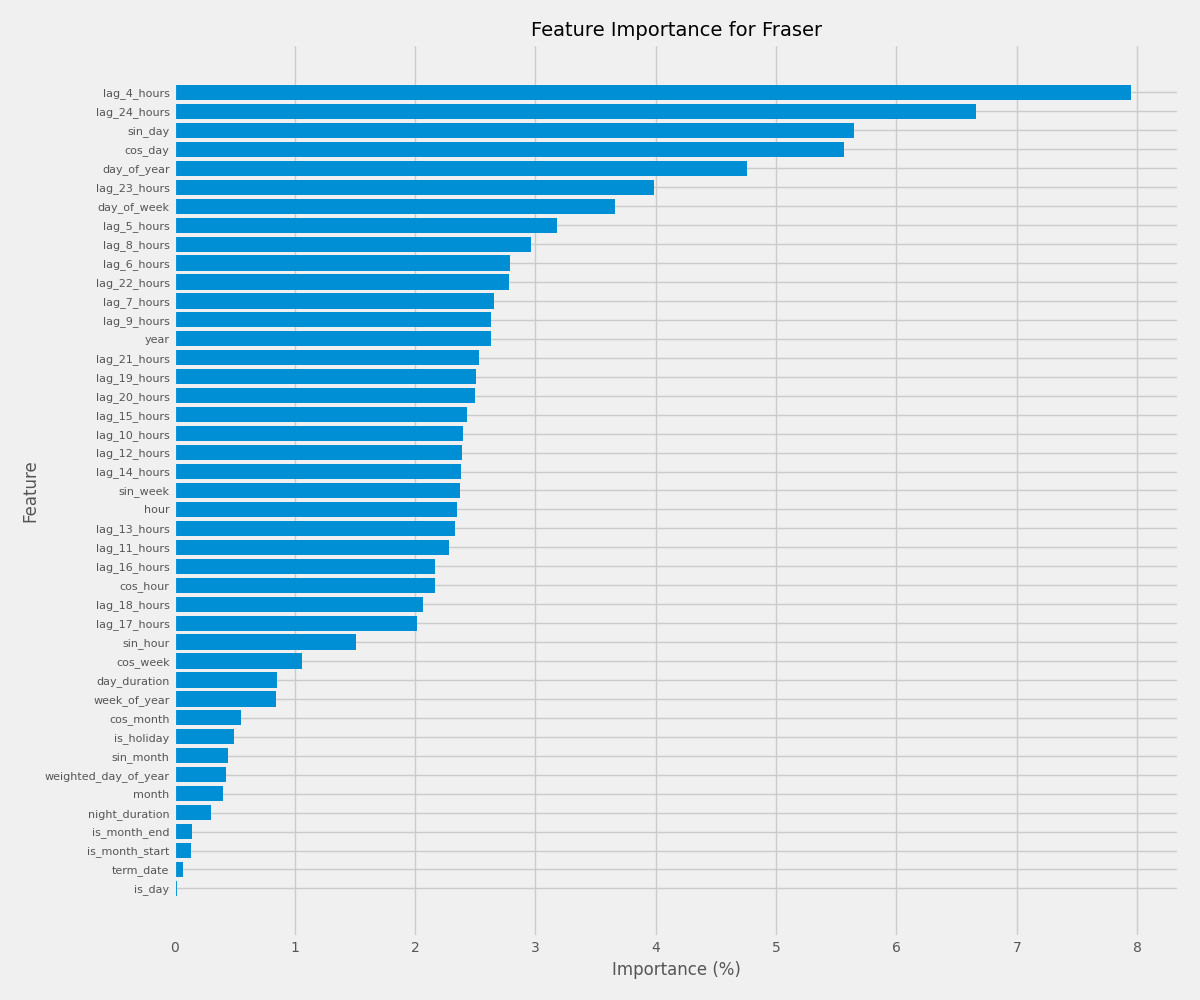 Feature Importance for Fraser
lag_4_hours
lag_24_hours
sin_day
cos_day
day_of_year
lag_23_hours
day_of_week
lag_5_hours
lag_8_hours
lag_6_hours
lag_22_hours
lag_7_hours
lag_9_hours
year
lag_21_hours
lag_19_hours
lag_20_hours
lag_15_hours
lag_10_hours
lag_12_hours
lag_14_hours
sin_week
hour
lag_13_hours
lag_11_hours
lag_16_hours
cos_hour
lag_18_hours
lag_17_hours
sin_hour
cos_week
day_duration
week_of_year
cos_month
is_holiday
sin_month
weighted_day_of_year
month
night_duration
is_month_end
is_month_start
term_date
is_day
Feature
0 1 2 3 4 5 6 7 8
Importance (%)